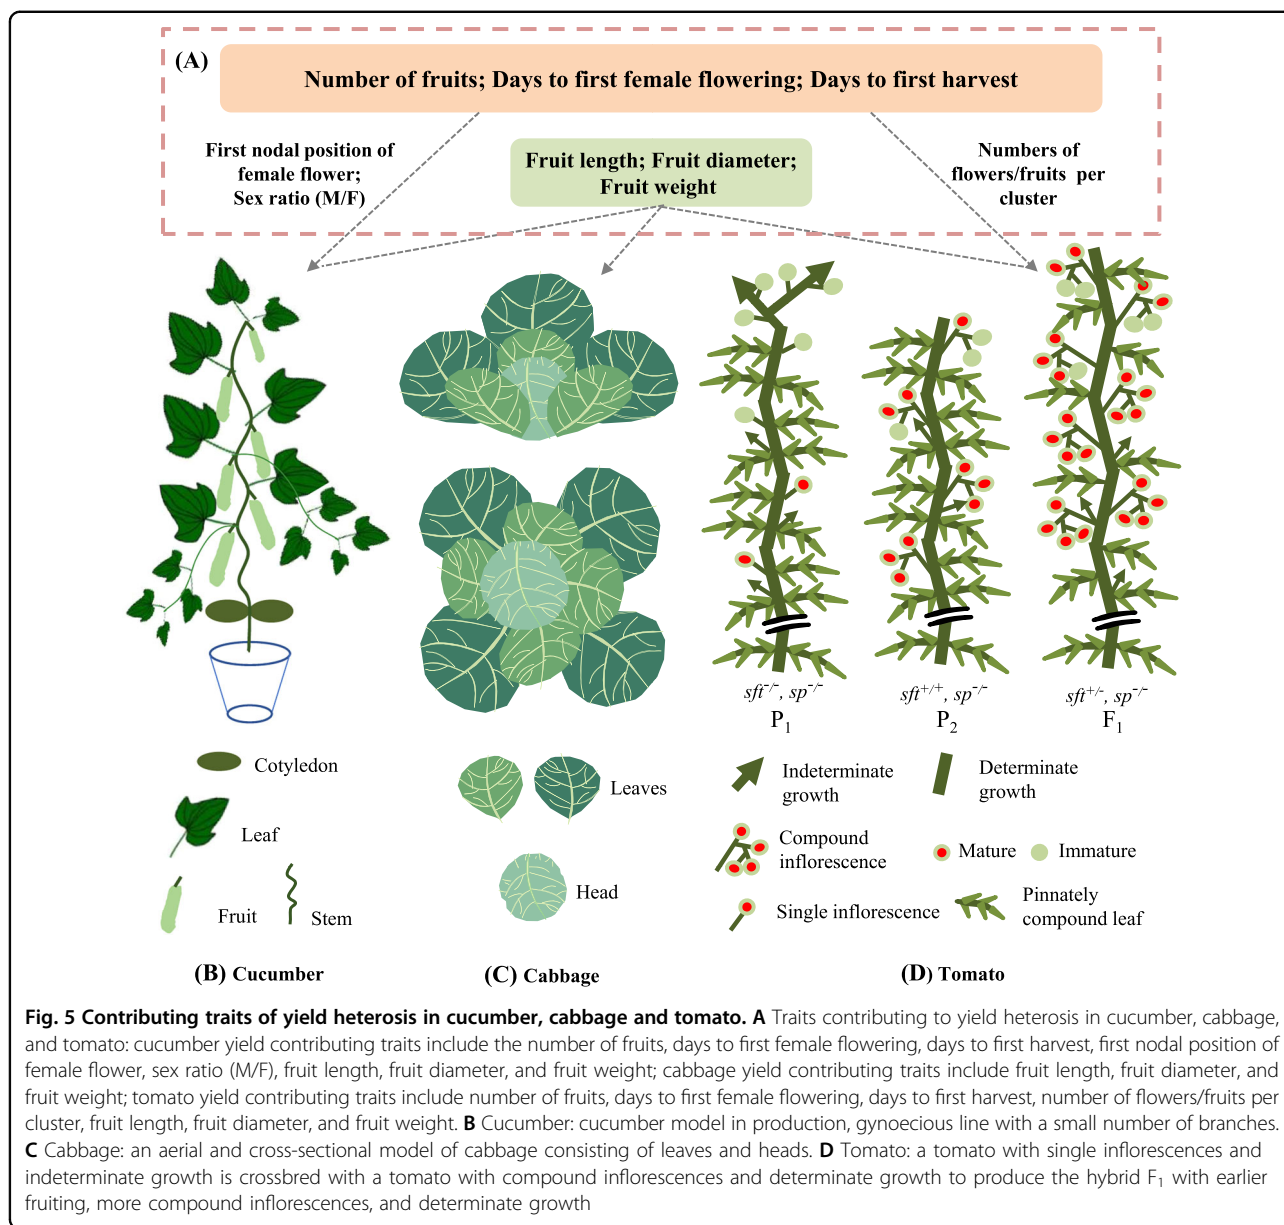 (A)
Number of fruits; Days to first female flowering; Days to first harvest
First nodal position of
female flower;
Sex ratio (M/F)
Fruit length; Fruit diameter;
Fruit weight
Numbers of
flowers/fruits per
cluster
sft-/-, sp-/-
P1
sft+/+, sp-/-
P2
sft+/-, sp-/-
F1
Cotyledon
Leaf
Fruit
Stem
Leaves
Head
Indeterminate
growth
Determinate
growth
Compound
inflorescence
Mature
Immature
Single inflorescence
Pinnately
compound leaf
(B) Cucumber
(C) Cabbage
(D) Tomato
Fig. 5 Contributing traits of yield heterosis in cucumber, cabbage and tomato. A Traits contributing to yield heterosis in cucumber, cabbage,
and tomato: cucumber yield contributing traits include the number of fruits, days to first female flowering, days to first harvest, first nodal position of
female flower, sex ratio (M/F), fruit length, fruit diameter, and fruit weight; cabbage yield contributing traits include fruit length, fruit diameter, and
fruit weight; tomato yield contributing traits include number of fruits, days to first female flowering, days to first harvest, number of flowers/fruits per
cluster, fruit length, fruit diameter, and fruit weight. B Cucumber: cucumber model in production, gynoecious line with a small number of branches.
C Cabbage: an aerial and cross-sectional model of cabbage consisting of leaves and heads. D Tomato: a tomato with single inflorescences and
indeterminate growth is crossbred with a tomato with compound inflorescences and determinate growth to produce the hybrid F1 with earlier
fruiting, more compound inflorescences, and determinate growth